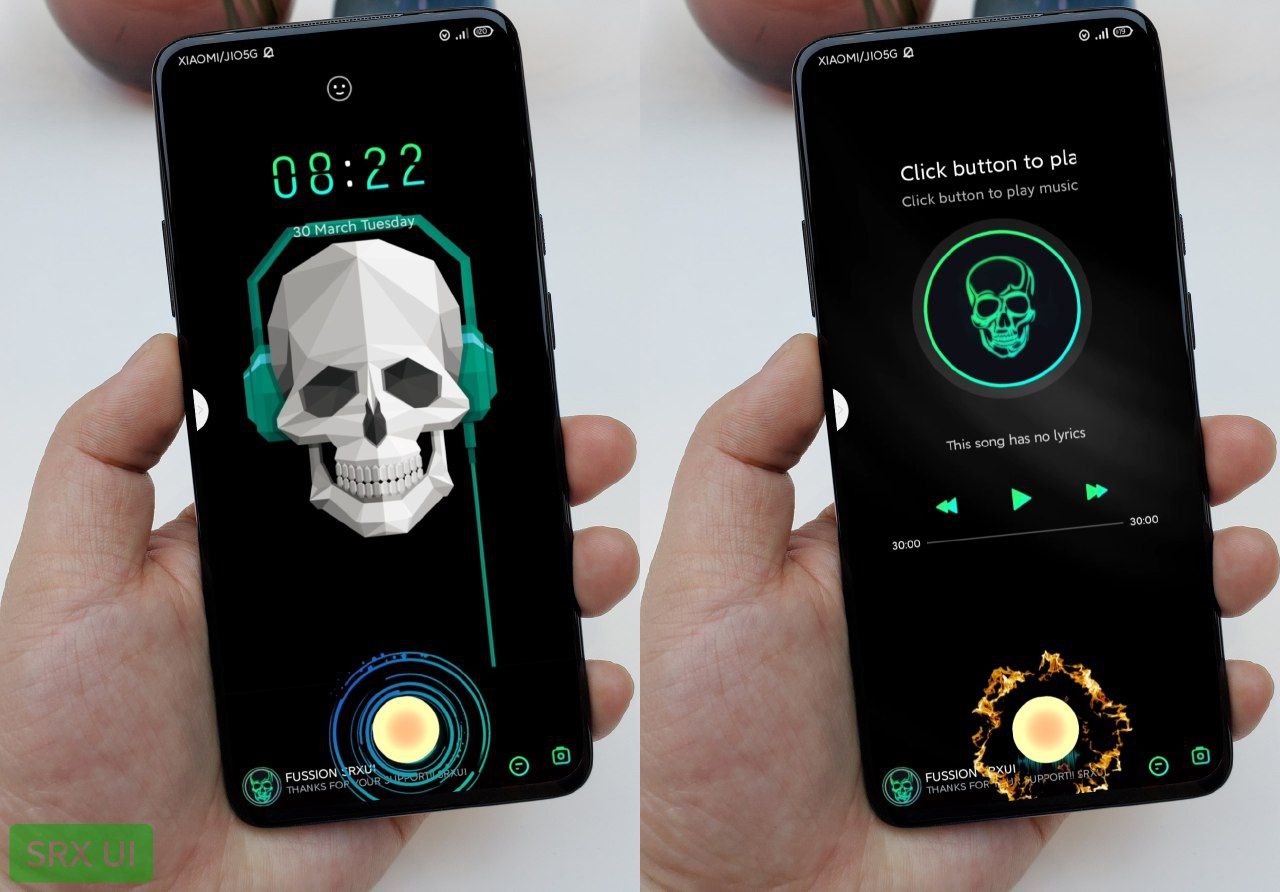 XIAOMI/JIO5G
120
08:22
30 March Tuesday
FUSSION SRXUI
THANKS FOR YOUR SUPPORT!! SRXUI
SRX UI
XIAOMI/JIO5G
Click button to pla
Click button to play music
This song has no lyrics
30:00
30:00
FUSSION SRXUI
THANKS FOR YOUR SUPPORT!! SRXUI